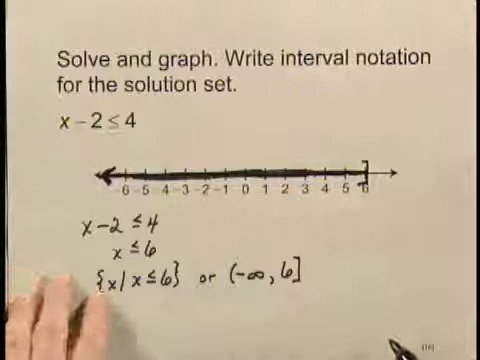 Solve and graph. Write interval notation
for the solution set.
x – 2 ≤ 4
-6 -5 -4 -3 -2 -1 0 1 2 3 4 5 6
x-2 ≤ 4
x ≤ 6
{x/ x ≤ 6} or (-∞, 6]